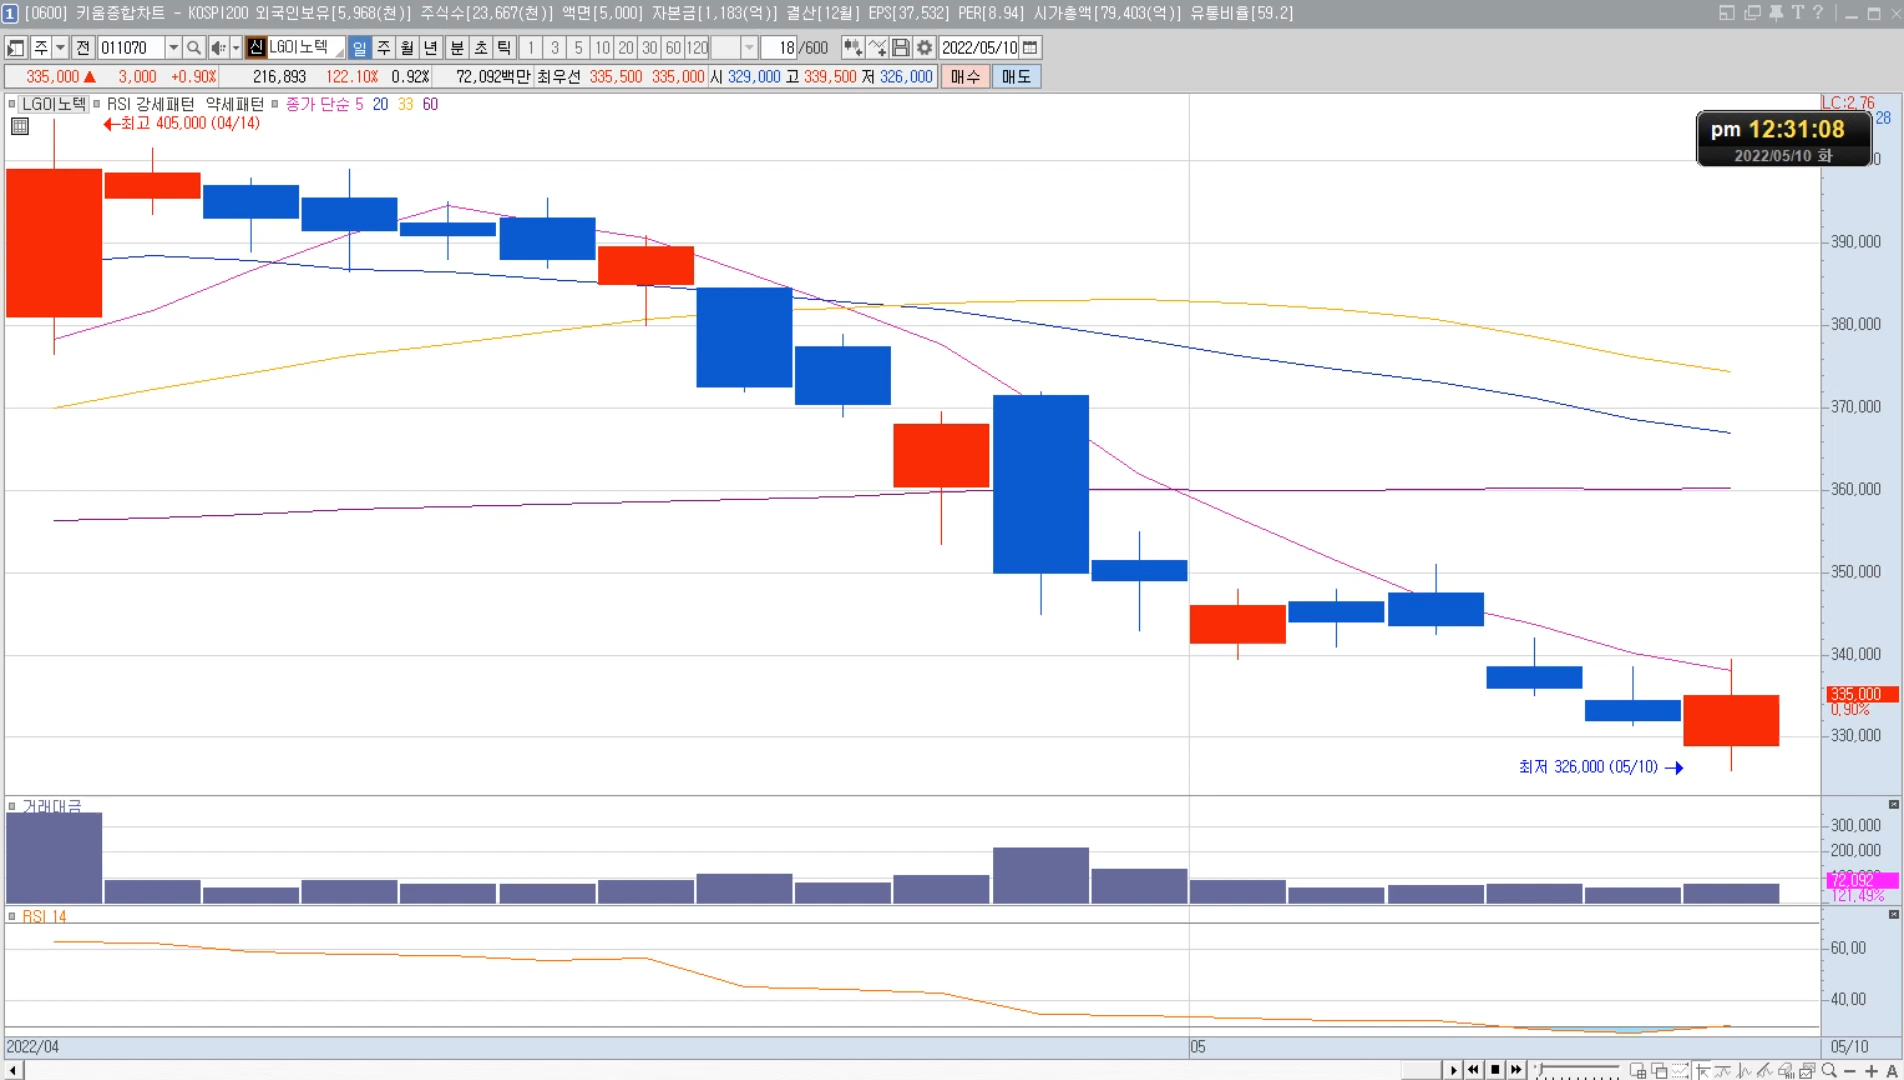 1 [0600] 키움종합차트 - KOSPI200 외국인보유[5,968(천)] 주식수[23,667(천)] 액면[5,000] 자본금[1,183(억)] 결산[12월] EPS[37,532] PER[8.94] 시가총액[79,403(억)] 유통비율[59.2]
주 전 011070 신 LG이노텍 일 주 월 년 분 초 틱 1 3 5 10 20 30 60 120 18 /600 2022/05/10
335,000 ▲ 3,000 +0.90% 216,893 122.10% 0.92% 72,092백만 최우선 335,500 335,000 시 329,000 고 339,500 저 326,000 매수 매도
LG이노텍 RSI 강세패턴 약세패턴 종가 단순 5 20 33 60
LC:2,76
←최고 405,000 (04/14)
pm 12:31:08
2022/05/10 화
390,000
380,000
370,000
360,000
350,000
340,000
335,000
0,90%
330,000
최저 326,000 (05/10) →
거래대금
300,000
200,000
72,092
121,49%
RSI 14
60,00
40,00
2022/04 05 05/10